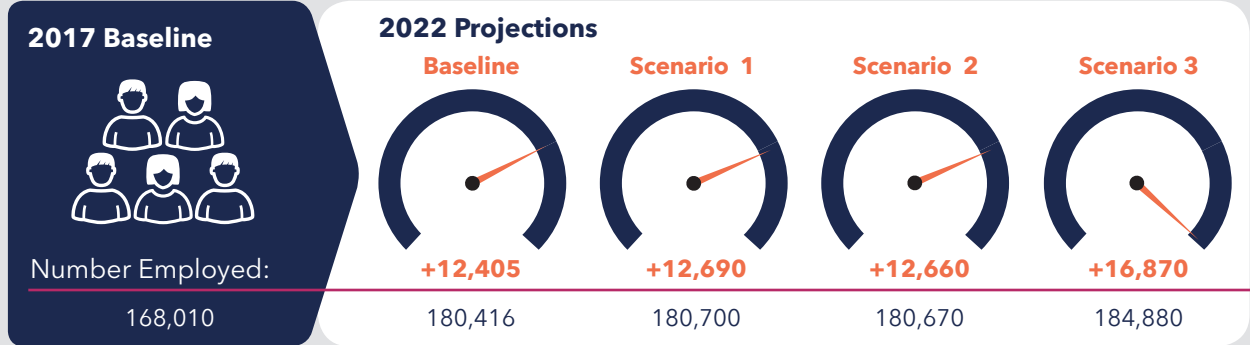 2017 Baseline
2022 Projections
Baseline
Scenario 1
Scenario 2
Scenario 3
Number Employed:
+12,405
+12,690
+12,660
+16,870
168,010
180,416
180,700
180,670
184,880